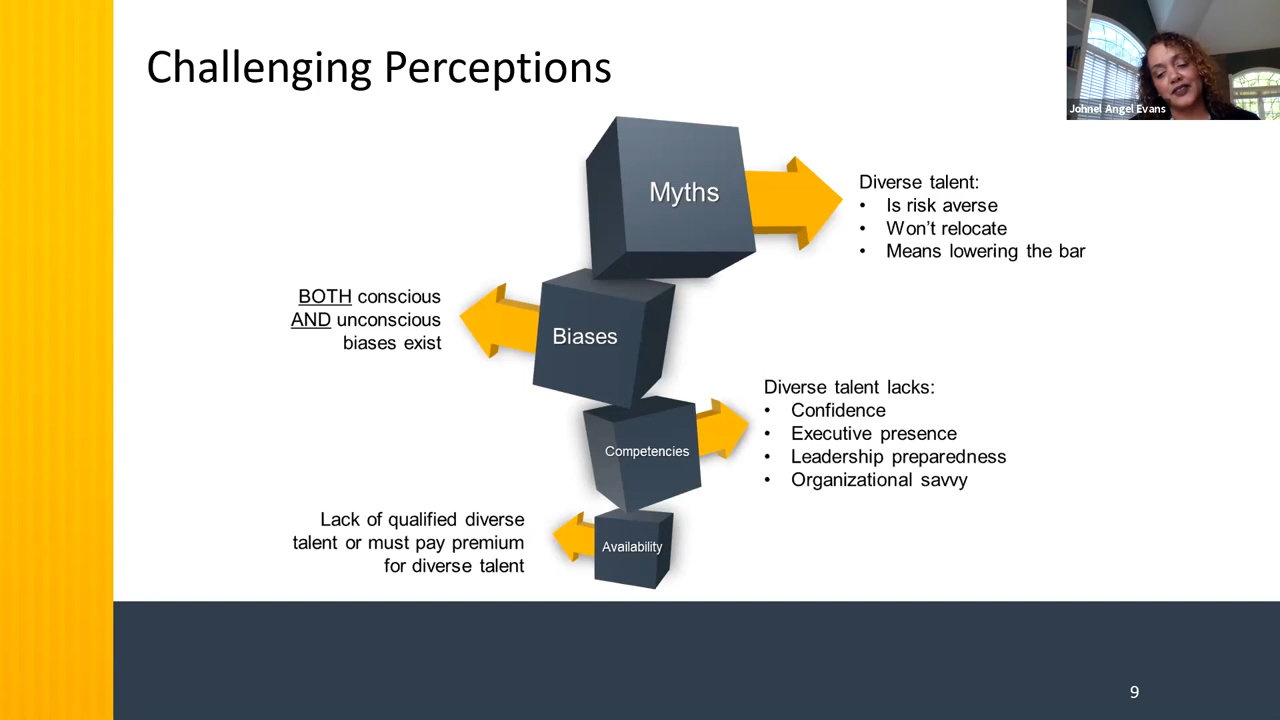 Challenging Perceptions
Johnel Angel Evans
Myths
Diverse talent:
• Is risk averse
• Won’t relocate
• Means lowering the bar
BOTH conscious
AND unconscious
biases exist
Biases
Diverse talent lacks:
• Confidence
• Executive presence
• Leadership preparedness
• Organizational savvy
Competencies
Lack of qualified diverse
talent or must pay premium
for diverse talent
Availability
9